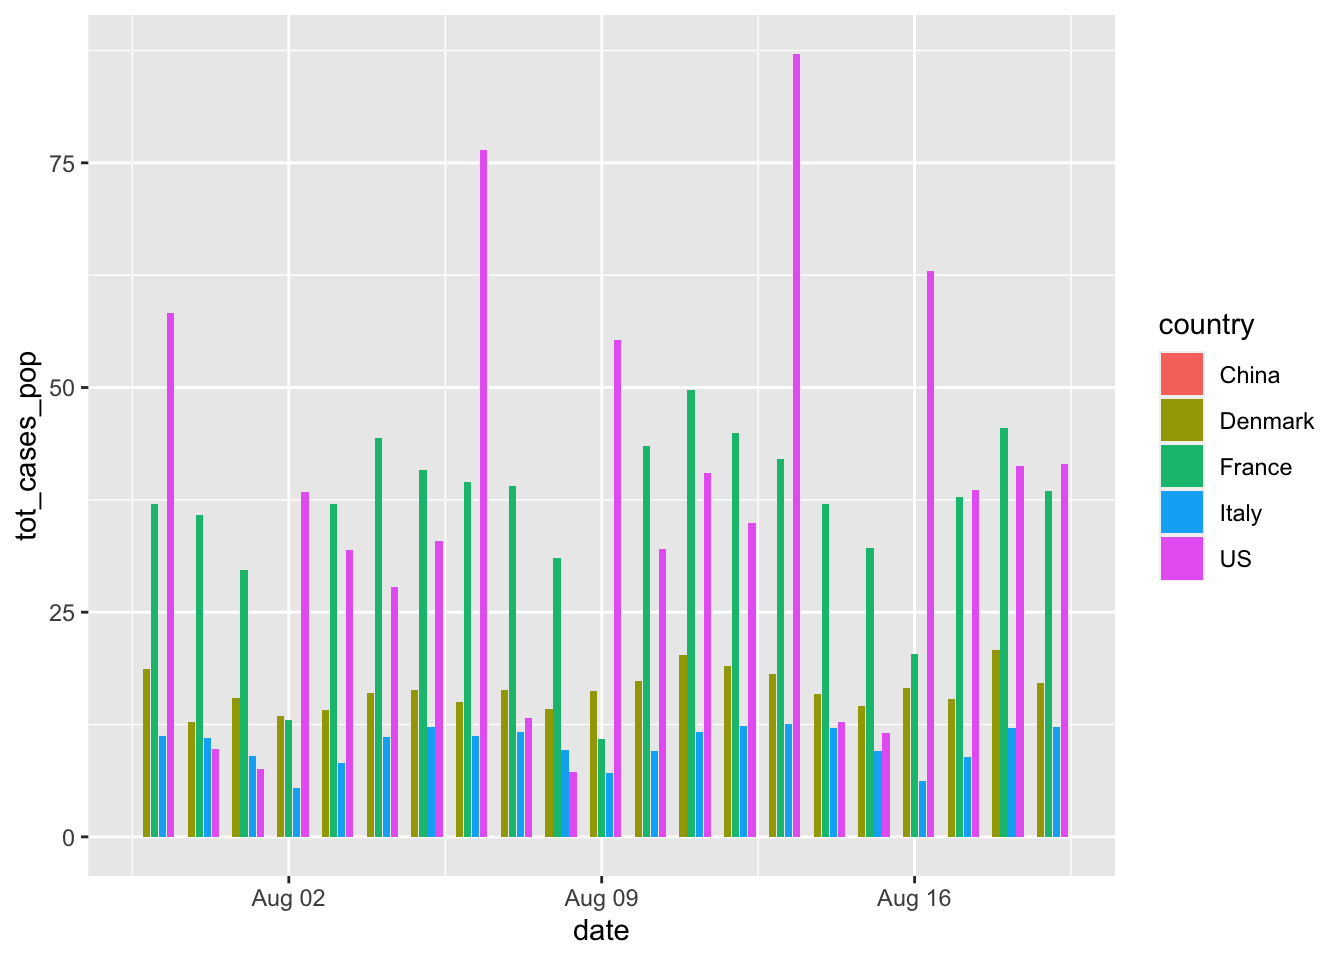 75
50
25
0
tot_cases_pop
Aug 02
Aug 09
Aug 16
date
country
China
Denmark
France
Italy
US